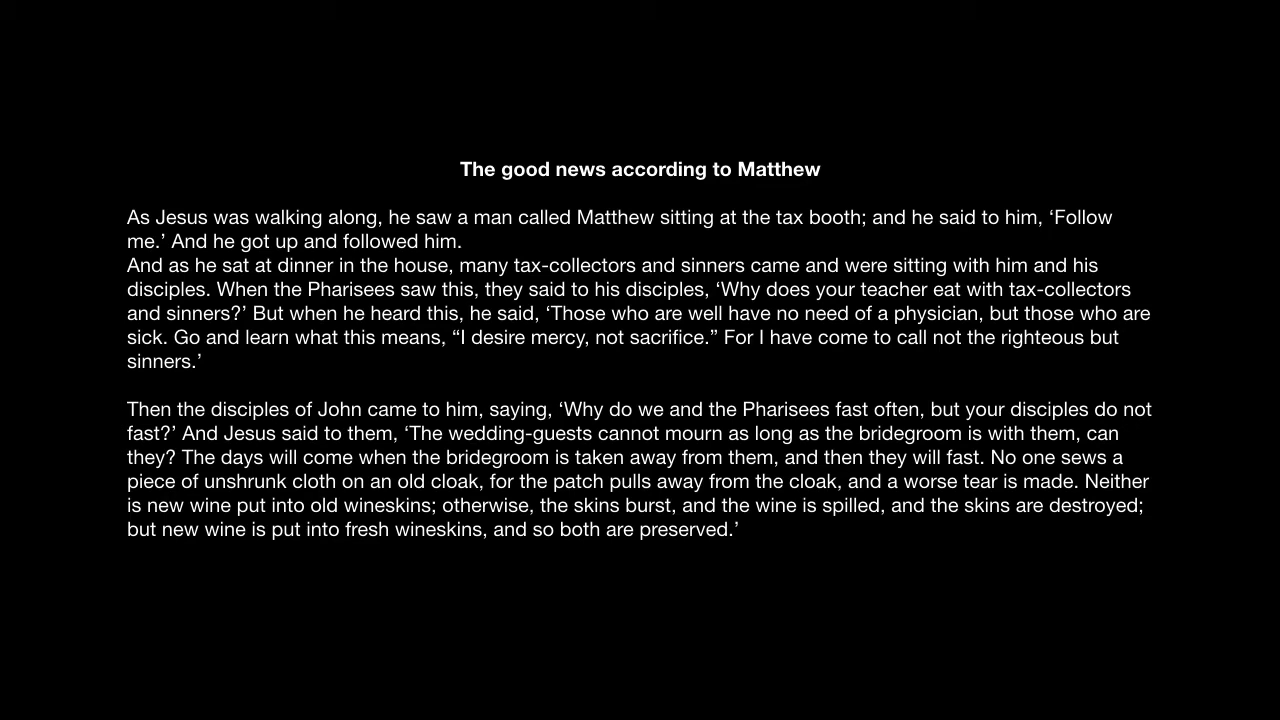 The good news according to Matthew
As Jesus was walking along, he saw a man called Matthew sitting at the tax booth; and he said to him, ‘Follow
me.’ And he got up and followed him.
And as he sat at dinner in the house, many tax-collectors and sinners came and were sitting with him and his
disciples. When the Pharisees saw this, they said to his disciples, ‘Why does your teacher eat with tax-collectors
and sinners?’ But when he heard this, he said, ‘Those who are well have no need of a physician, but those who are
sick. Go and learn what this means, “I desire mercy, not sacrifice.” For I have come to call not the righteous but
sinners.’
Then the disciples of John came to him, saying, ‘Why do we and the Pharisees fast often, but your disciples do not
fast?’ And Jesus said to them, ‘The wedding-guests cannot mourn as long as the bridegroom is with them, can
they? The days will come when the bridegroom is taken away from them, and then they will fast. No one sews a
piece of unshrunk cloth on an old cloak, for the patch pulls away from the cloak, and a worse tear is made. Neither
is new wine put into old wineskins; otherwise, the skins burst, and the wine is spilled, and the skins are destroyed;
but new wine is put into fresh wineskins, and so both are preserved.’